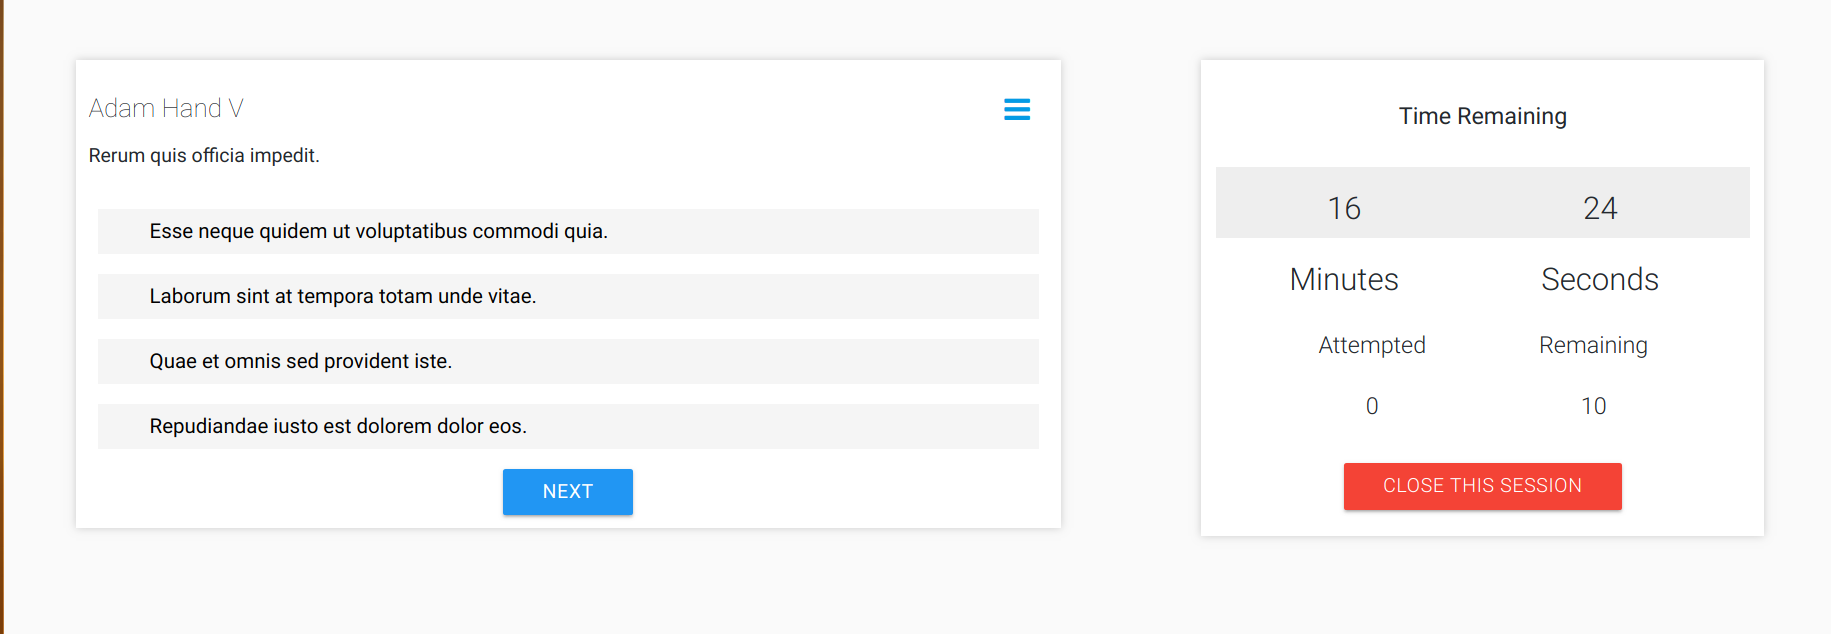 Adam Hand V
Rerum quis officia impedit.
Esse neque quidem ut voluptatibus commodi quia.
Laborum sint at tempora totam unde vitae.
Quae et omnis sed provident iste.
Repudiandae iusto est dolorem dolor eos.
NEXT
Time Remaining
16 24
Minutes Seconds
Attempted Remaining
0 10
CLOSE THIS SESSION